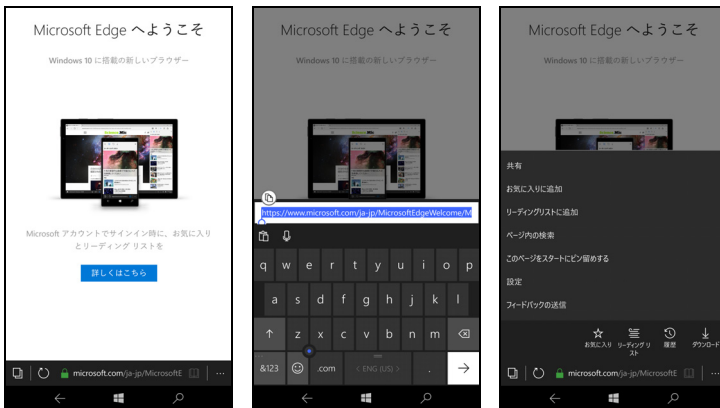 Microsoft Edge へようこそ
Windows 10 に搭載の新しいブラウザー
Microsoft アカウントでサインイン時に、お気に入り
とリーディング リストを
詳しくはこちら
microsoft.com/ja-jp/MicrosoftE
Microsoft Edge へようこそ
Windows 10 に搭載の新しいブラウザー
https://www.microsoft.com/ja-jp/MicrosoftEdgeWelcome/M
q w e r t y u i o p
a s d f g h j k l
z x c v b n m
&123 .com < ENG (US) > .
Microsoft Edge へようこそ
Windows 10 に搭載の新しいブラウザー
共有
お気に入りに追加
リーディングリストに追加
ページ内の検索
このページをスタートにピン留めする
設定
フィードバックの送信
お気に入り リーディング リ 履歴 ダウンロード
スト
microsoft.com/ja-jp/MicrosoftE